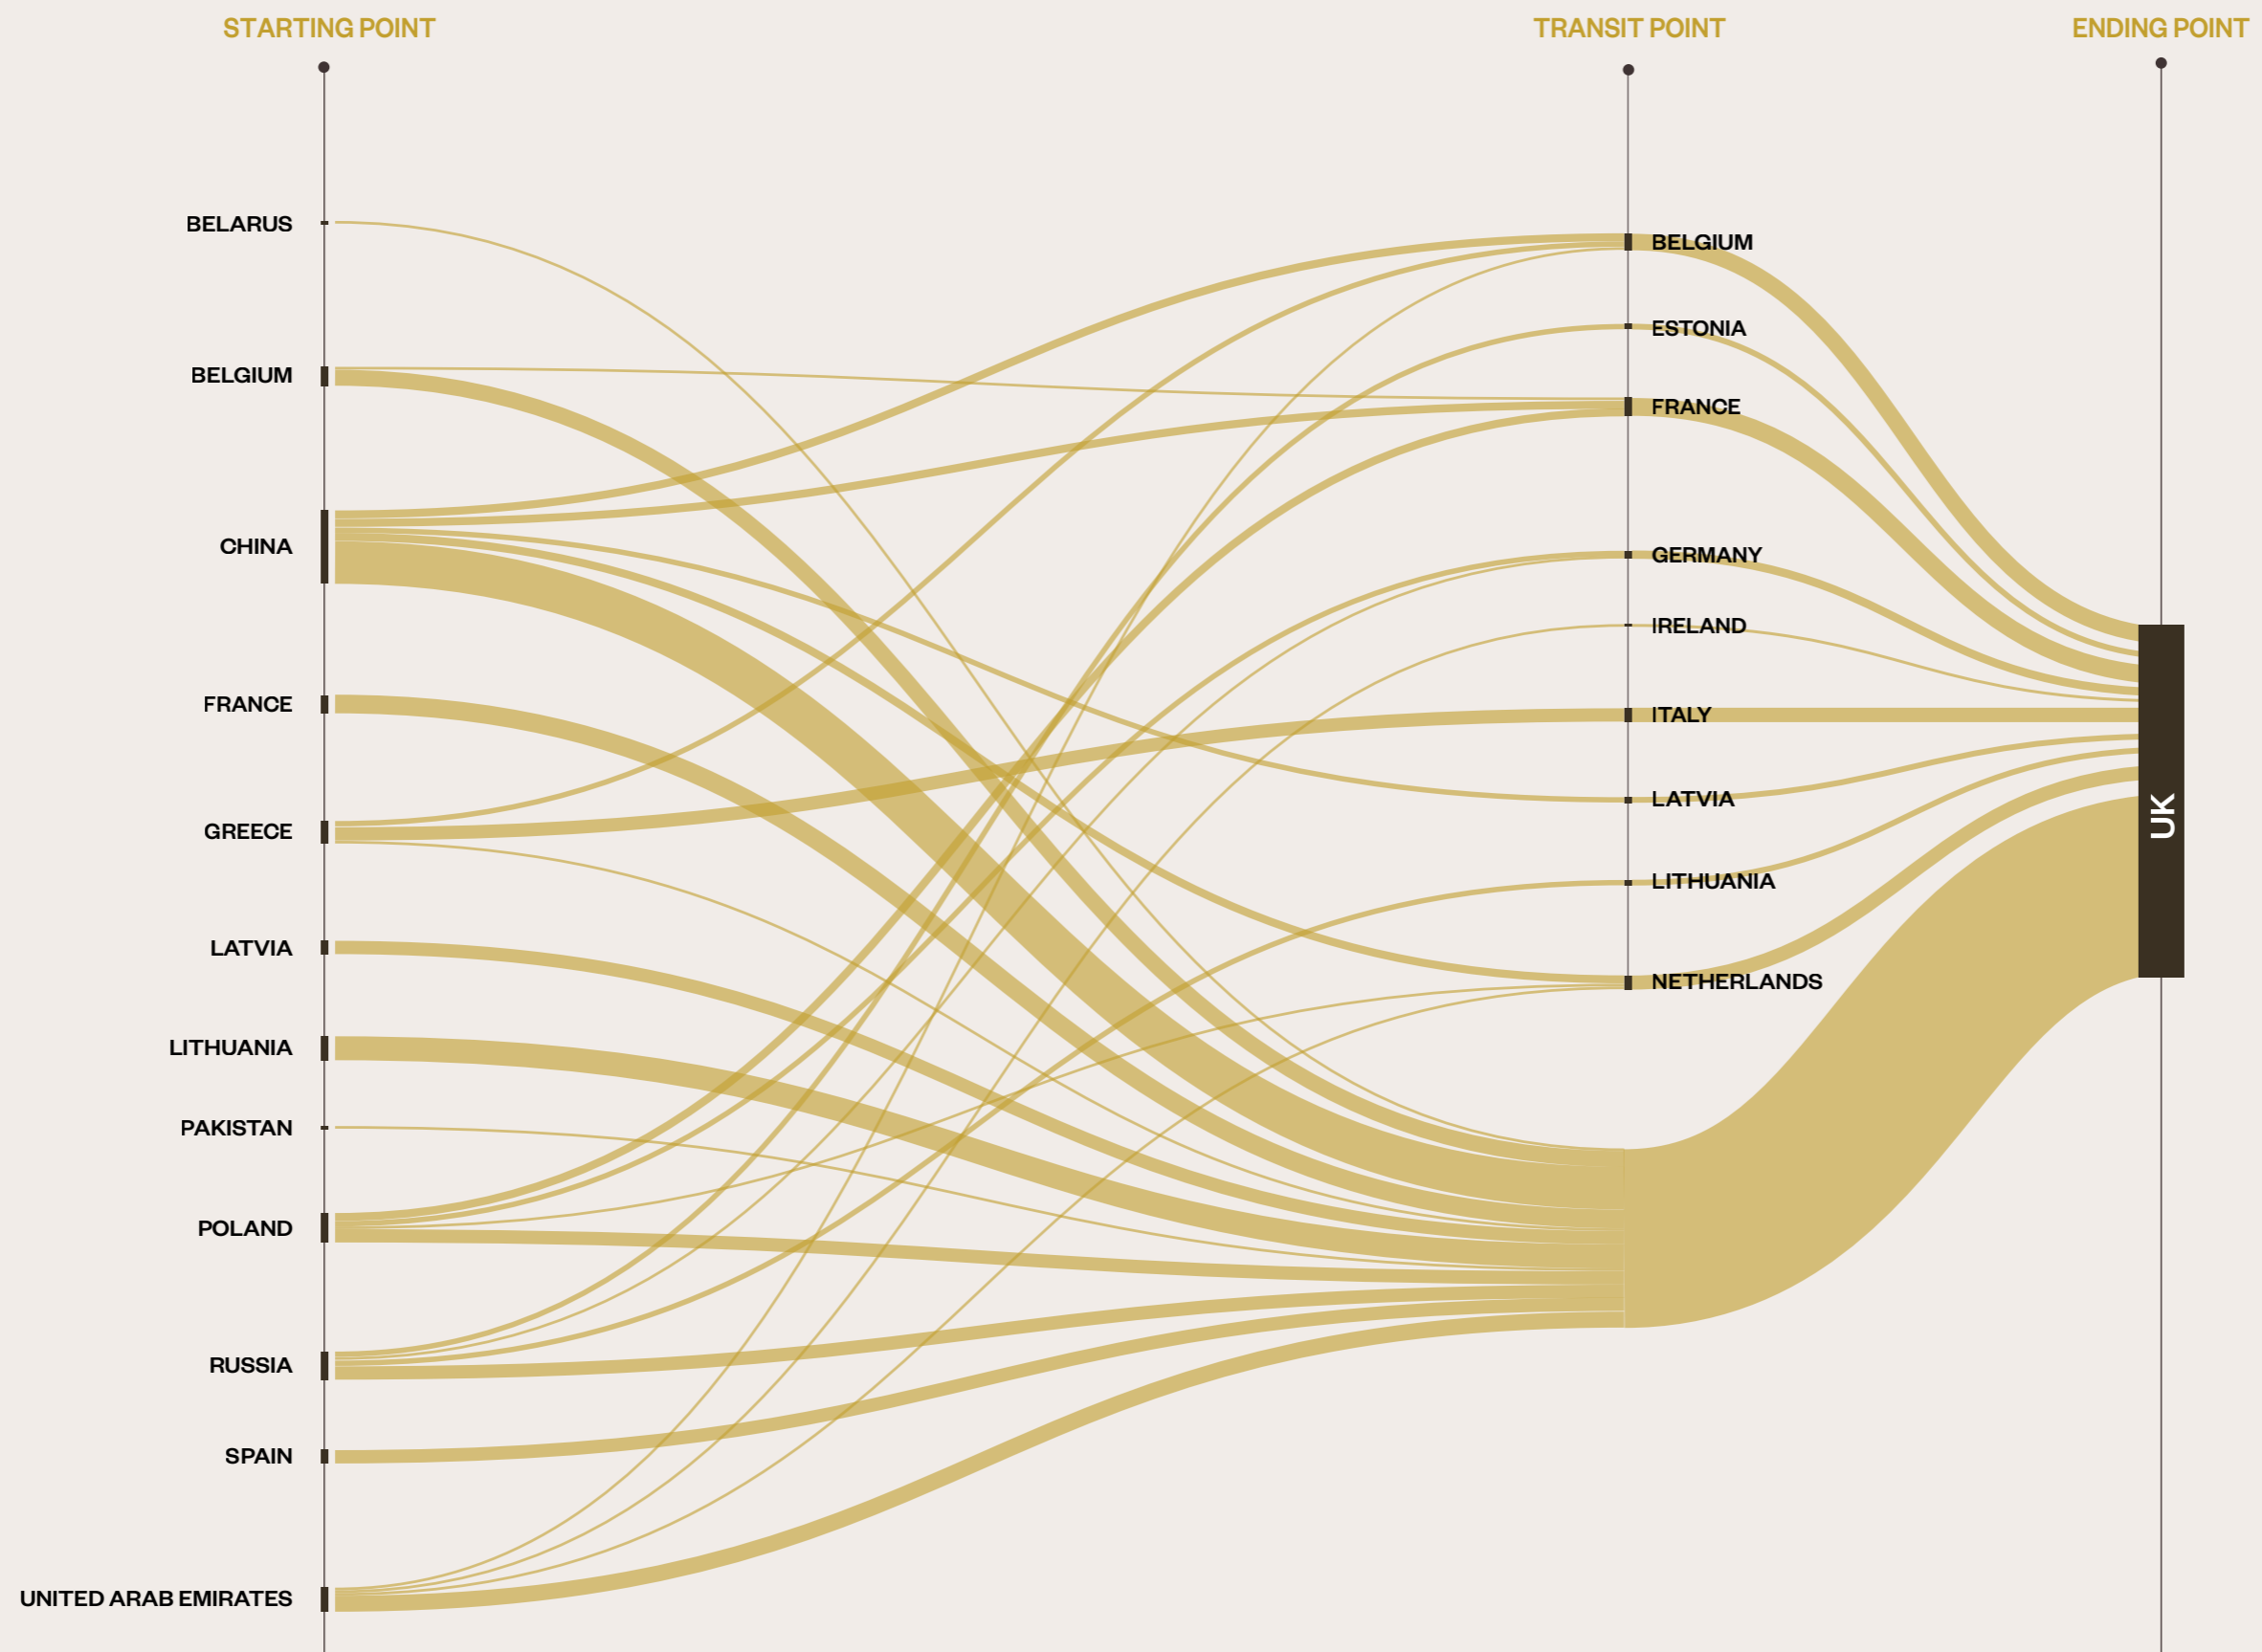 STARTING POINT
TRANSIT POINT
ENDING POINT
BELARUS
BELGIUM
CHINA
FRANCE
GREECE
LATVIA
LITHUANIA
PAKISTAN
POLAND
RUSSIA
SPAIN
UNITED ARAB EMIRATES
BELGIUM
ESTONIA
FRANCE
GERMANY
IRELAND
ITALY
LATVIA
LITHUANIA
NETHERLANDS
UK